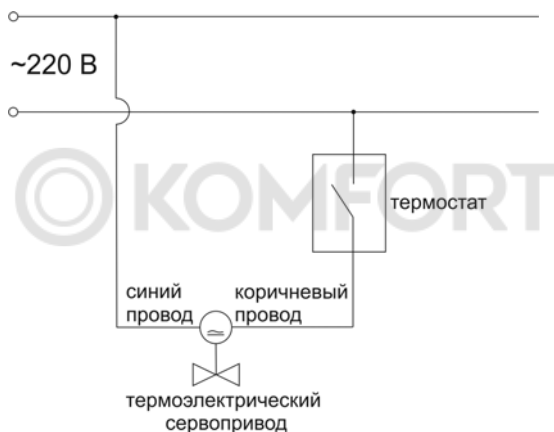 ~220 В
KOMFORT
термостат
синий провод
коричневый провод
термоэлектрический
сервопривод